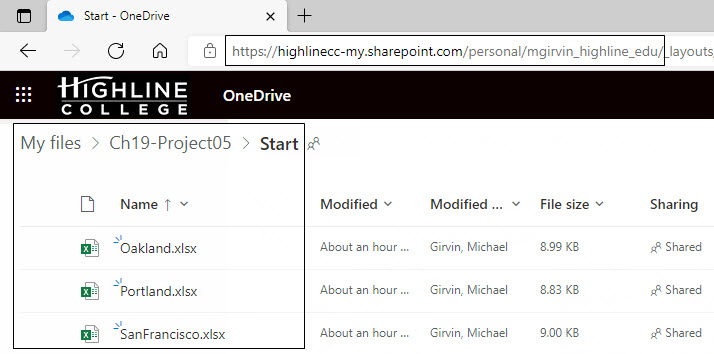 Start - OneDrive
https://highlinecc-my.sharepoint.com/personal/mgirvin_highline_edu/_layouts
HIGHLINE
COLLEGE
OneDrive
My files > Ch19-Project05 > Start
Name ↑ Modified Modified ... File size Sharing
Oakland.xlsx About an hour ... Girvin, Michael 8.99 KB Shared
Portland.xlsx About an hour ... Girvin, Michael 8.83 KB Shared
SanFrancisco.xlsx About an hour ... Girvin, Michael 9.00 KB Shared